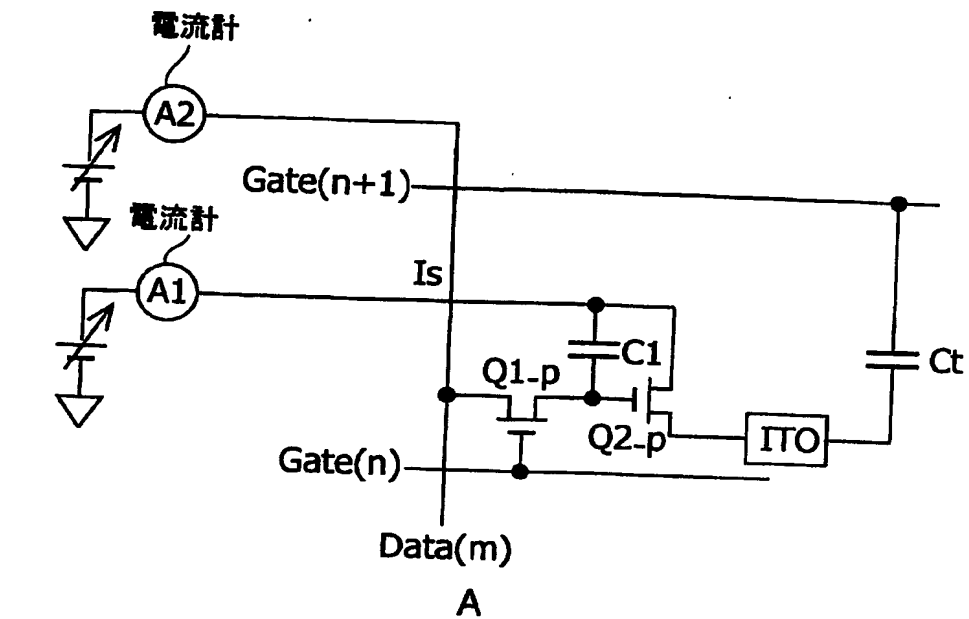 電流計
A2
Gate(n+1)
電流計
A1
Is
C1
Ct
Q1-p
Q2-p
ITO
Gate(n)
Data(m)
A